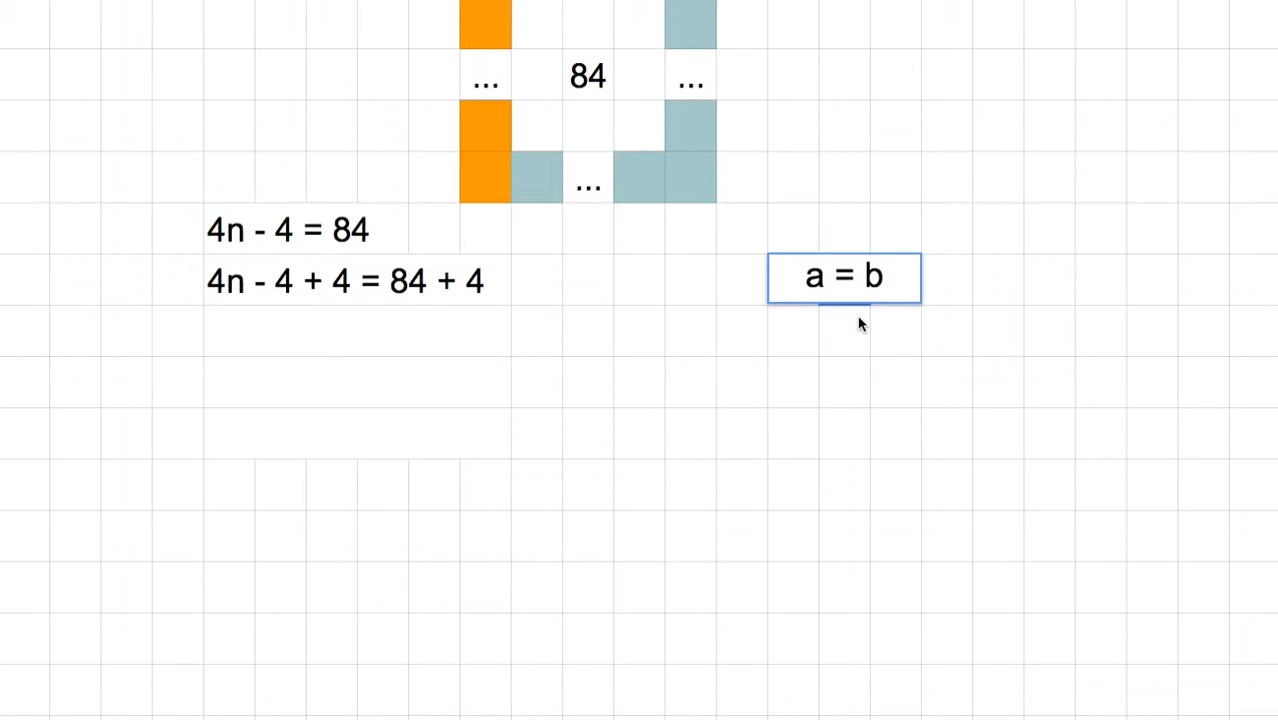 ... 84 ...
...
4n - 4 = 84
4n - 4 + 4 = 84 + 4
a = b